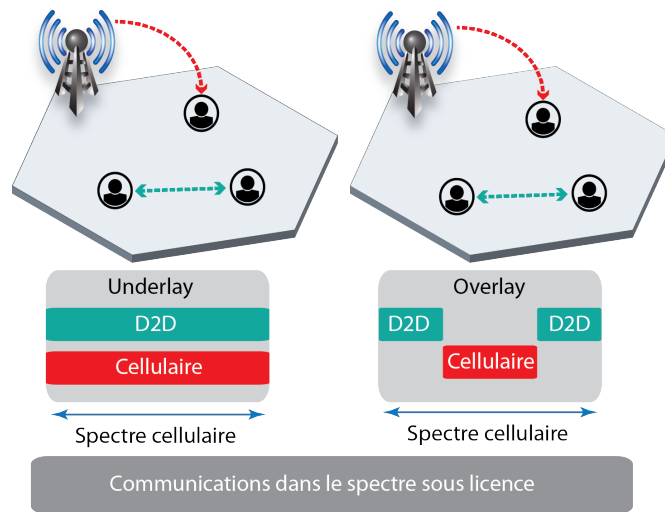 Underlay
D2D
Cellulaire
Spectre cellulaire
Overlay
D2D D2D
Cellulaire
Spectre cellulaire
Communications dans le spectre sous licence